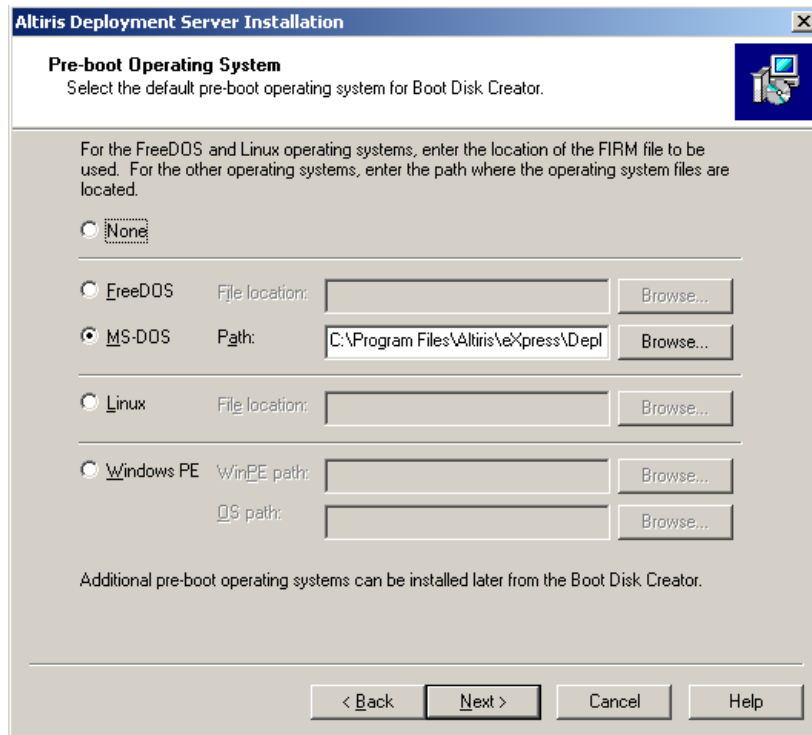 Altiris Deployment Server Installation
Pre-boot Operating System
Select the default pre-boot operating system for Boot Disk Creator.
For the FreeDOS and Linux operating systems, enter the location of the FIRM file to be
used. For the other operating systems, enter the path where the operating system files are
located.
None
FreeDOS File location: Browse...
MS-DOS Path: C:\Program Files\Altiris\eXpress\Depl Browse...
Linux File location: Browse...
Windows PE WinPE path: Browse...
OS path: Browse...
Additional pre-boot operating systems can be installed later from the Boot Disk Creator.
< Back Next > Cancel Help